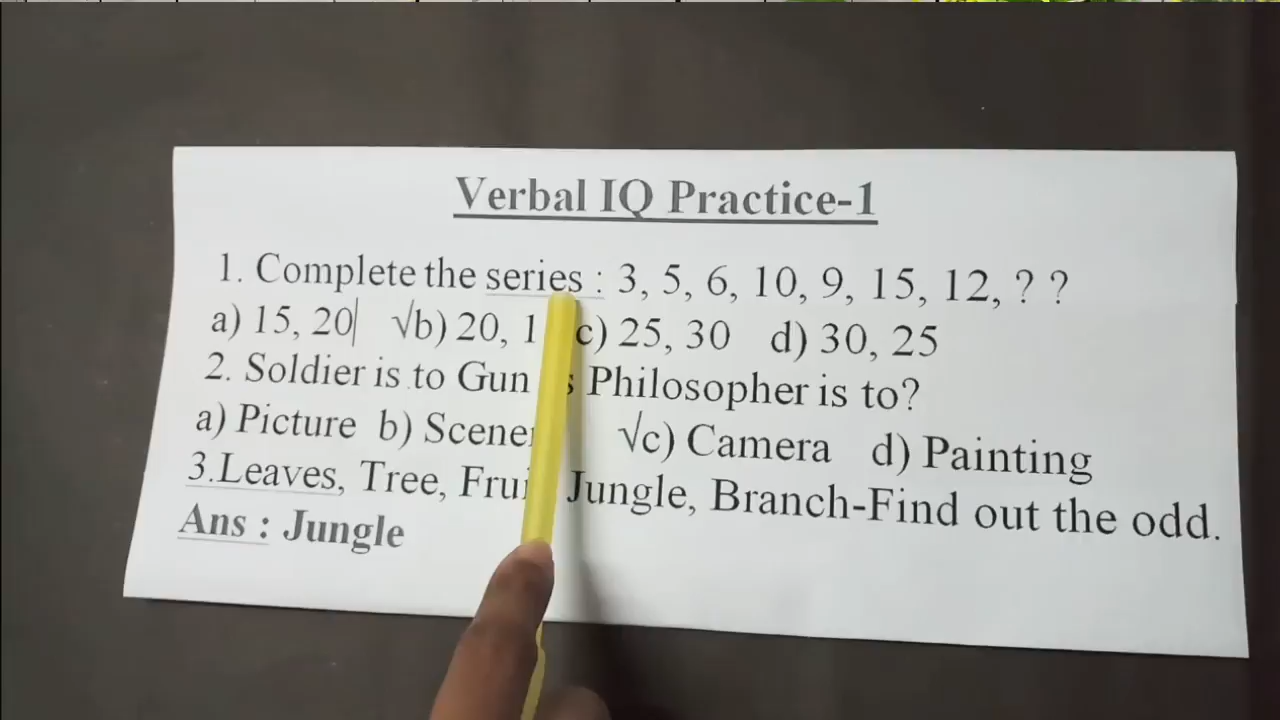 Verbal IQ Practice-1
1. Complete the series : 3, 5, 6, 10, 9, 15, 12, ? ?
a) 15, 20| √b) 20, 1 c) 25, 30 d) 30, 25
2. Soldier is to Gun Philosopher is to?
a) Picture b) √c) Camera d) Painting
3.Leaves, Tree, Jungle, Branch-Find out the odd.
Ans : Jungle